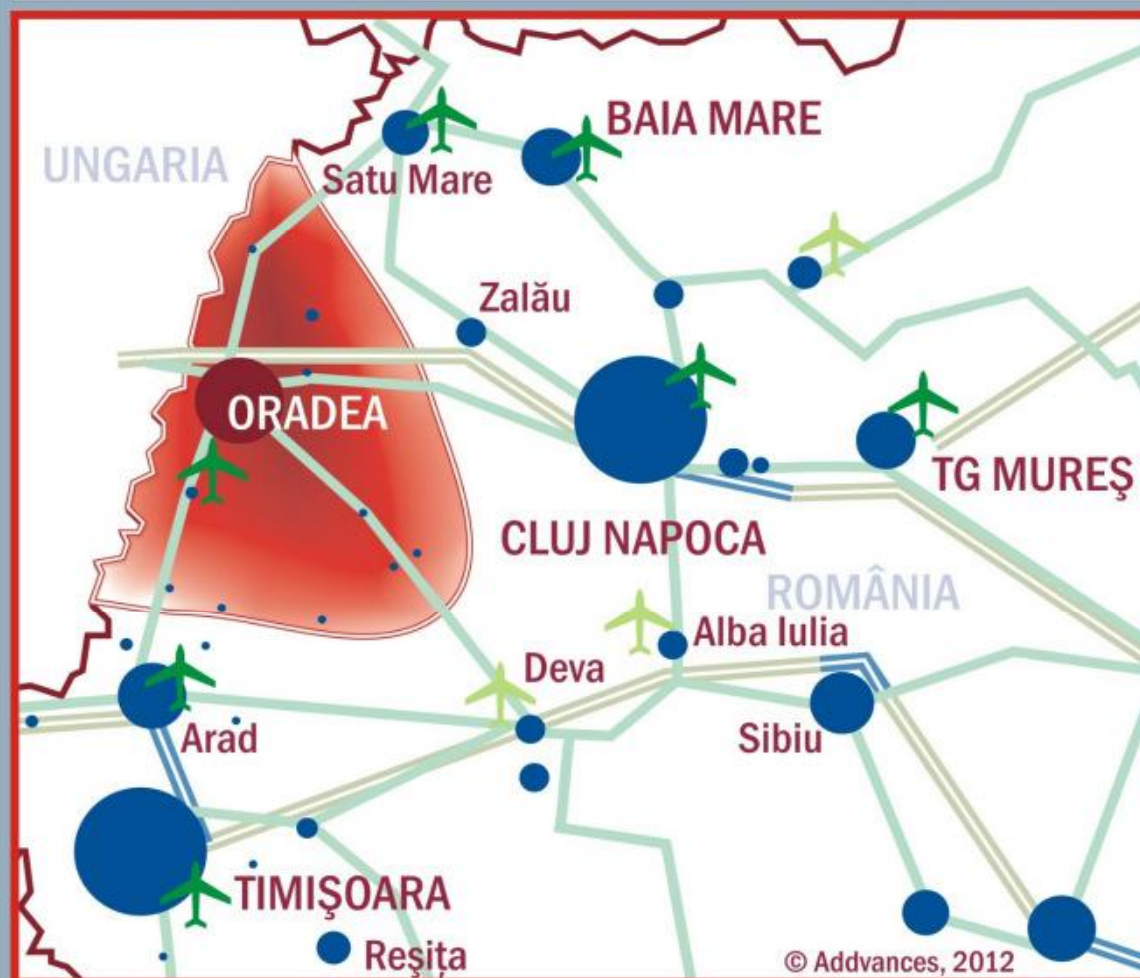 BAIA MARE
UNGARIA
Satu Mare
Zalău
ORADEA
TG MUREŞ
CLUJ NAPOCA
ROMÂNIA
Alba Iulia
Deva
Arad
Sibiu
TIMIŞOARA
Reşiţa
© Addvances, 2012